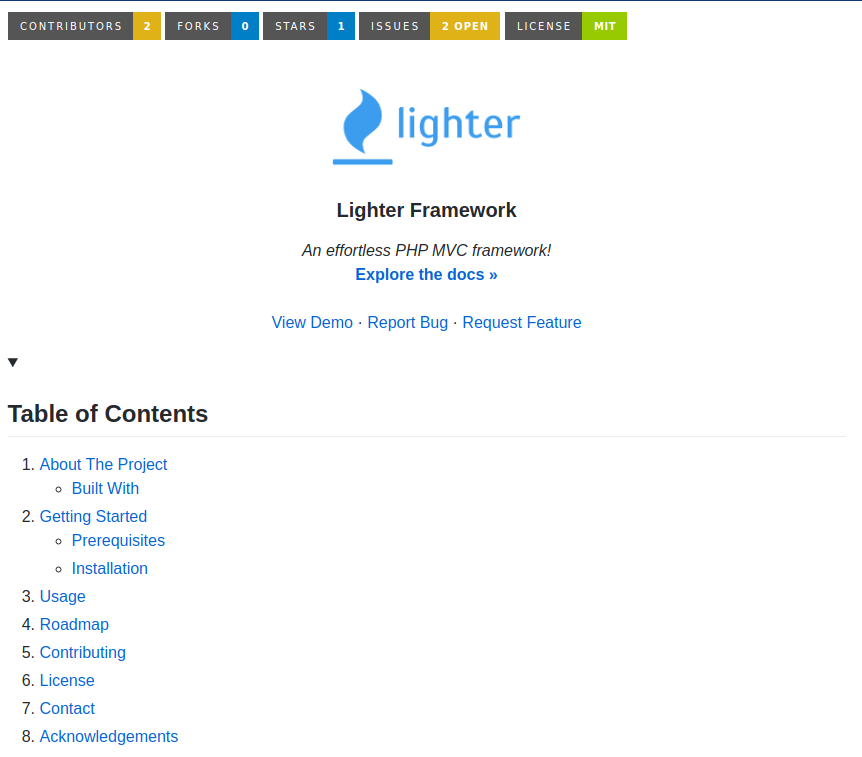 CONTRIBUTORS 2 FORKS 0 STARS 1 ISSUES 2 OPEN LICENSE MIT
lighter
Lighter Framework
An effortless PHP MVC framework!
Explore the docs »
View Demo · Report Bug · Request Feature
Table of Contents
1. About The Project
Built With
2. Getting Started
Prerequisites
Installation
3. Usage
4. Roadmap
5. Contributing
6. License
7. Contact
8. Acknowledgements